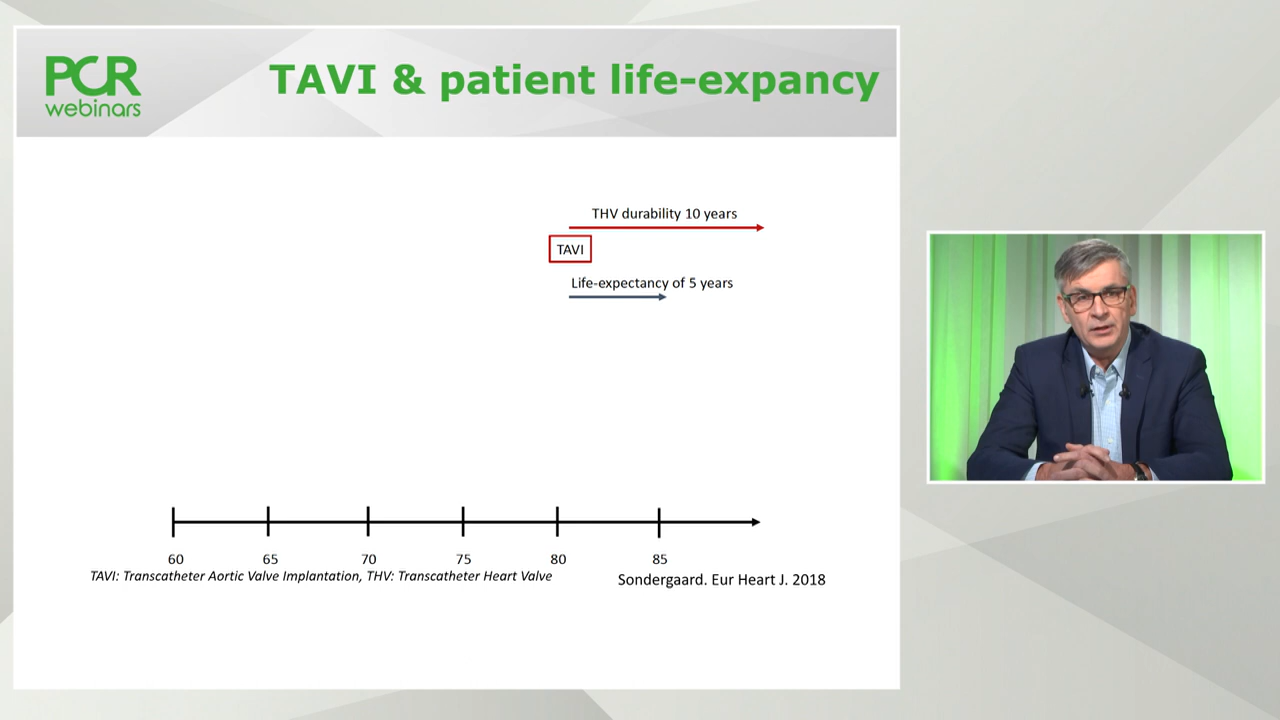 PCR
webinars
TAVI & patient life-expancy
THV durability 10 years
TAVI
Life-expectancy of 5 years
60 65 70 75 80 85
TAVI: Transcatheter Aortic Valve Implantation, THV: Transcatheter Heart Valve
Sondergaard. Eur Heart J. 2018